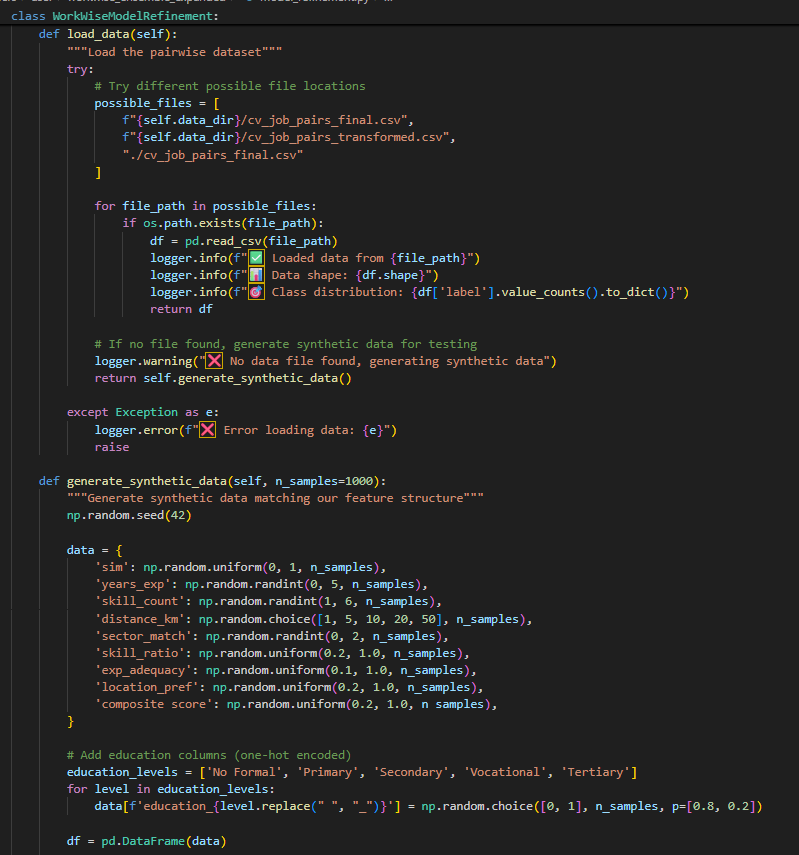 class WorkWiseModelRefinement:
    def load_data(self):
        """Load the pairwise dataset"""
        try:
            # Try different possible file locations
            possible_files = [
                f"{self.data_dir}/cv_job_pairs_final.csv",
                f"{self.data_dir}/cv_job_pairs_transformed.csv",
                "./cv_job_pairs_final.csv"
            ]

            for file_path in possible_files:
                if os.path.exists(file_path):
                    df = pd.read_csv(file_path)
                    logger.info(f"✅ Loaded data from {file_path}")
                    logger.info(f"📊 Data shape: {df.shape}")
                    logger.info(f"🎯 Class distribution: {df['label'].value_counts().to_dict()}")
                    return df

            # If no file found, generate synthetic data for testing
            logger.warning("❌ No data file found, generating synthetic data")
            return self.generate_synthetic_data()

        except Exception as e:
            logger.error(f"❌ Error loading data: {e}")
            raise

    def generate_synthetic_data(self, n_samples=1000):
        """Generate synthetic data matching our feature structure"""
        np.random.seed(42)

        data = {
            'sim': np.random.uniform(0, 1, n_samples),
            'years_exp': np.random.randint(0, 5, n_samples),
            'skill_count': np.random.randint(1, 6, n_samples),
            'distance_km': np.random.choice([1, 5, 10, 20, 50], n_samples),
            'sector_match': np.random.randint(0, 2, n_samples),
            'skill_ratio': np.random.uniform(0.2, 1.0, n_samples),
            'exp_adequacy': np.random.uniform(0.1, 1.0, n_samples),
            'location_pref': np.random.uniform(0.2, 1.0, n_samples),
            'composite_score': np.random.uniform(0.2, 1.0, n_samples),
        }

        # Add education columns (one-hot encoded)
        education_levels = ['No Formal', 'Primary', 'Secondary', 'Vocational', 'Tertiary']
        for level in education_levels:
            data[f'education_{level.replace(" ", "_")}'] = np.random.choice([0, 1], n_samples, p=[0.8, 0.2])

        df = pd.DataFrame(data)